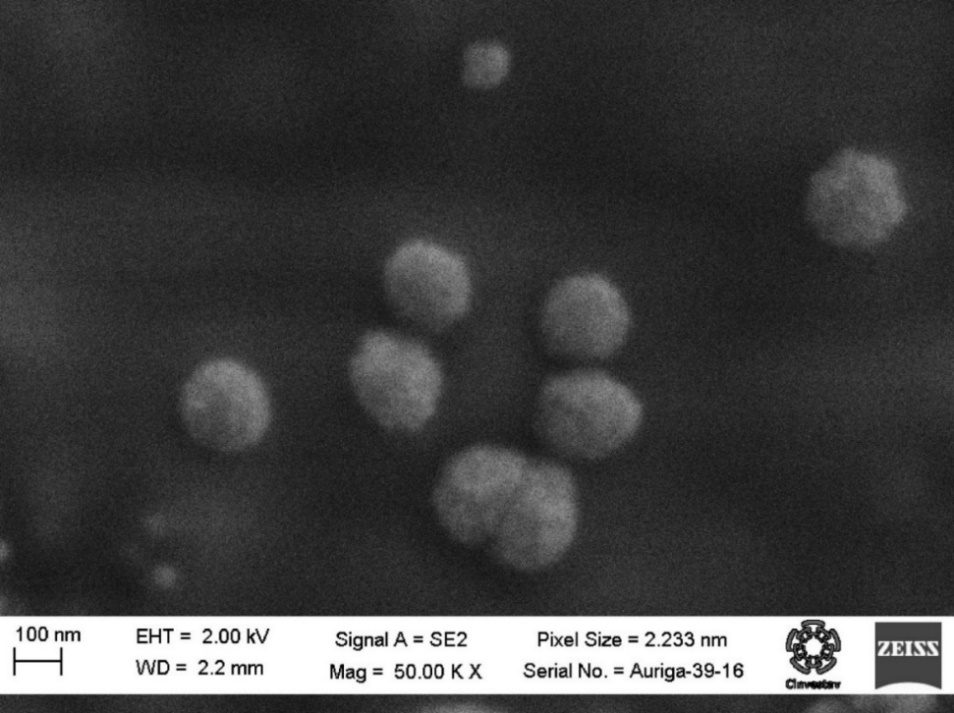 100 nm
EHT = 2.00 kV
WD = 2.2 mm
Signal A = SE2
Mag = 50.00 K X
Pixel Size = 2.233 nm
Serial No. = Auriga-39-16
Cinvestav
ZEISS